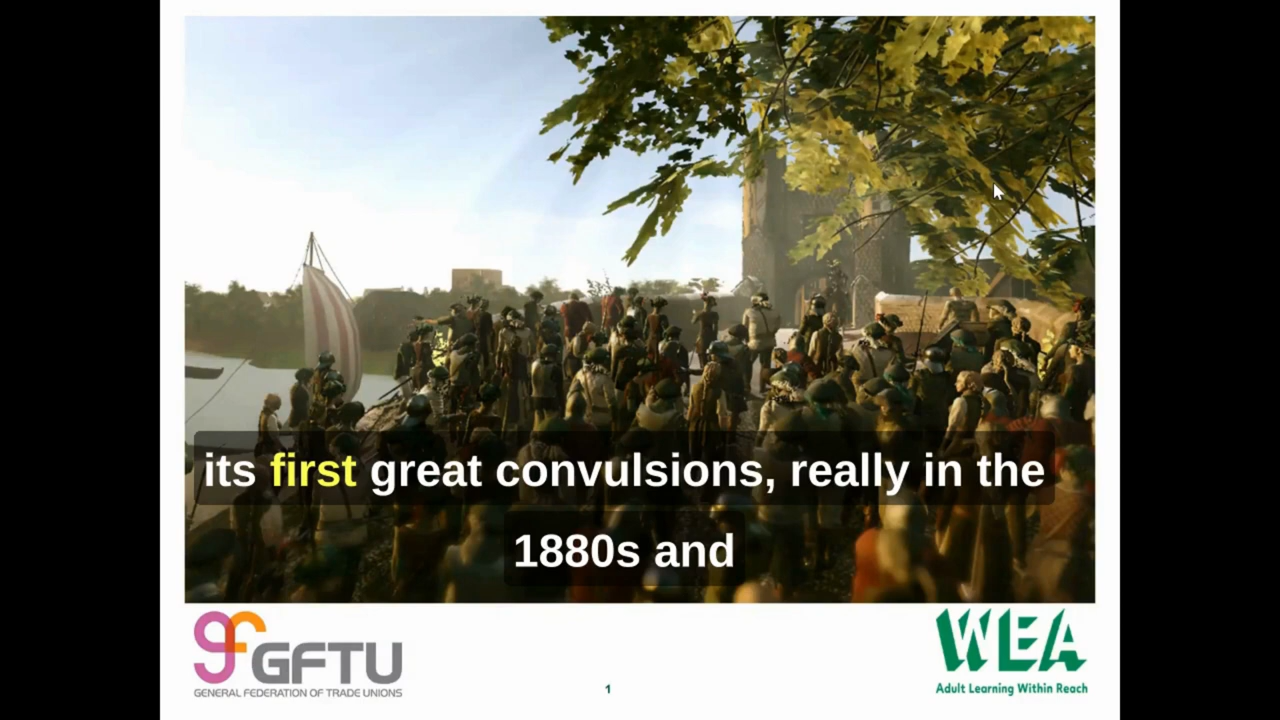 its first great convulsions, really in the
1880s and
gf GFTU
GENERAL FEDERATION OF TRADE UNIONS
1
WEA
Adult Learning Within Reach